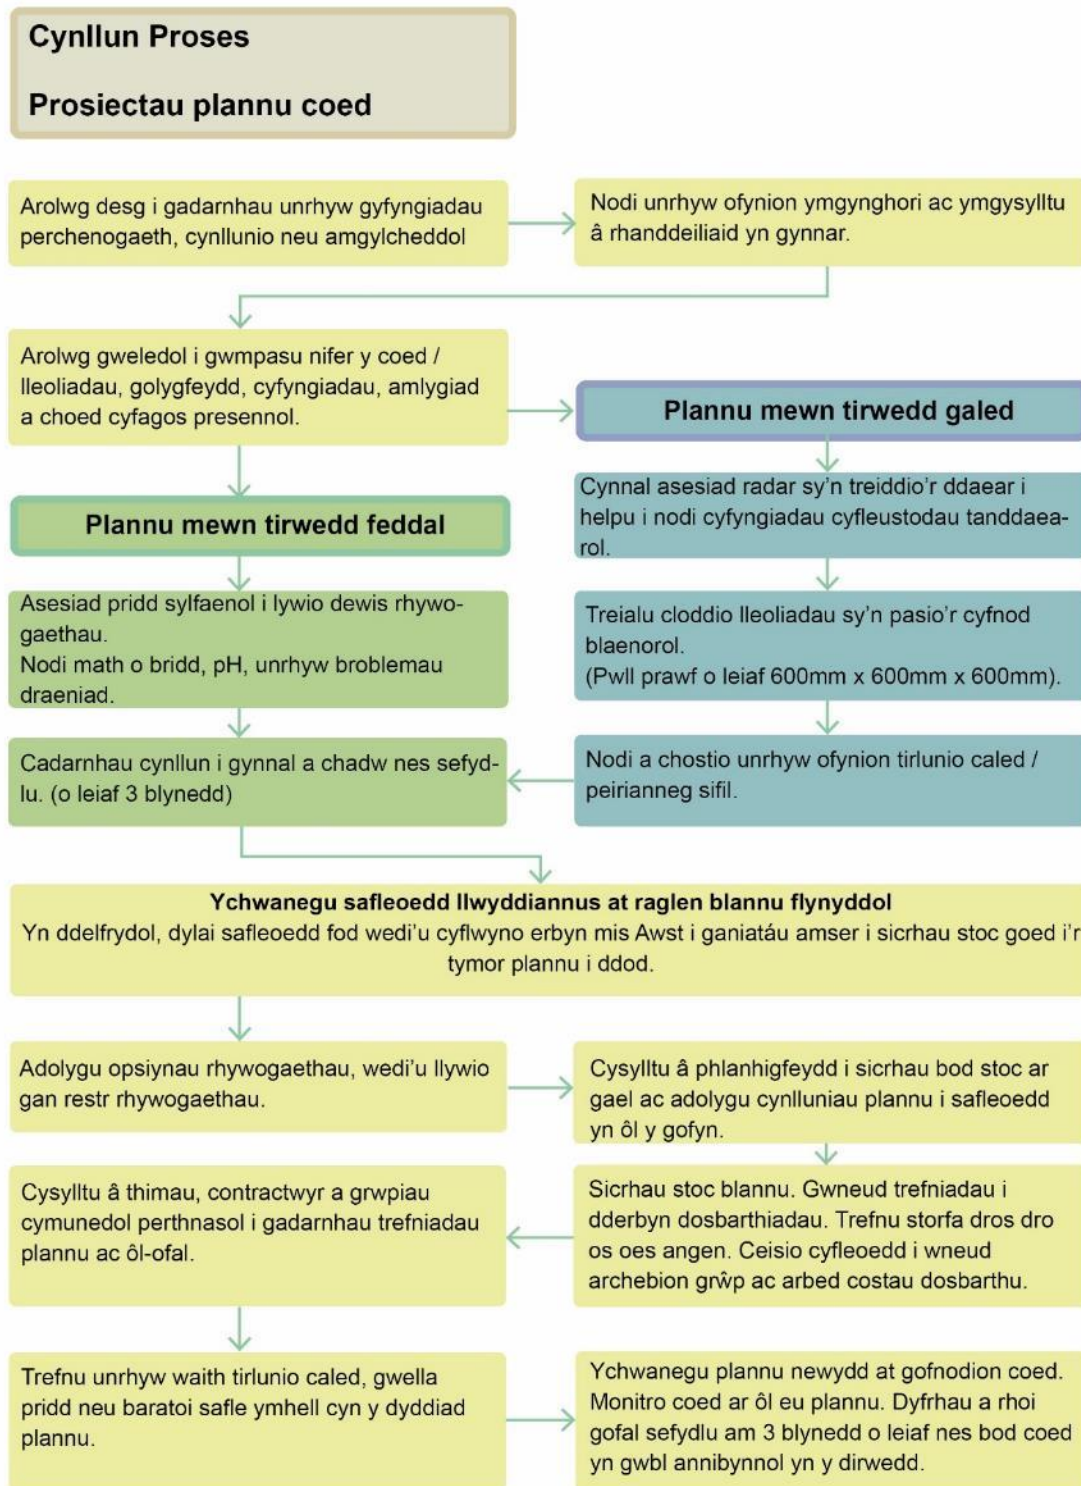 Cynllun Proses
Prosiectau plannu coed
Arolwg desg i gadarnhau unrhyw gyfyngiadau
perchenogaeth, cynllunio neu amgylcheddol
Nodi unrhyw ofynion ymgynghori ac ymgysylltu
â rhanddeiliaid yn gynnar.
Arolwg gweledol i gwmpasu nifer y coed /
lleoliadau, golygfeydd, cyfyngiadau, amlygiad
a choed cyfagos presennol.
Plannu mewn tirwedd galed
Cynnal asesiad radar sy'n treiddio'r ddaear i
helpu i nodi cyfyngiadau cyfleustodau tanddaea-
rol.
Plannu mewn tirwedd feddal
Asesiad pridd sylfaenol i lywio dewis rhywo-
gaethau.
Nodi math o bridd, pH, unrhyw broblemau
draeniad.
Treialu cloddio lleoliadau sy'n pasio'r cyfnod
blaenorol.
(Pwll prawf o leiaf 600mm x 600mm x 600mm).
Cadarnhau cynllun i gynnal a chadw nes sefyd-
lu. (o leiaf 3 blynedd)
Nodi a chostio unrhyw ofynion tirlunio caled /
peirianneg sifil.
Ychwanegu safleoedd llwyddiannus at raglen blannu flynyddol
Yn ddelfrydol, dylai safleoedd fod wedi'u cyflwyno erbyn mis Awst i ganiatáu amser i sicrhau stoc goed i'r
tymor plannu i ddod.
Adolygu opsiynau rhywogaethau, wedi'u llywio
gan restr rhywogaethau.
Cysylltu â phlanhigfeydd i sicrhau bod stoc ar
gael ac adolygu cynlluniau plannu i safleoedd
yn ôl y gofyn.
Sicrhau stoc blannu. Gwneud trefniadau i
dderbyn dosbarthiadau. Trefnu storfa dros dro
os oes angen. Ceisio cyfleoedd i wneud
archebion grŵp ac arbed costau dosbarthu.
Cysylltu â thimau, contractwyr a grwpiau
cymunedol perthnasol i gadarnhau trefniadau
plannu ac ôl-ofal.
Trefnu unrhyw waith tirlunio caled, gwella
pridd neu baratoi safle ymhell cyn y dyddiad
plannu.
Ychwanegu plannu newydd at gofnodion coed.
Monitro coed ar ôl eu plannu. Dyfrhau a rhoi
gofal sefydlu am 3 blynedd o leiaf nes bod coed
yn gwbl annibynnol yn y dirwedd.